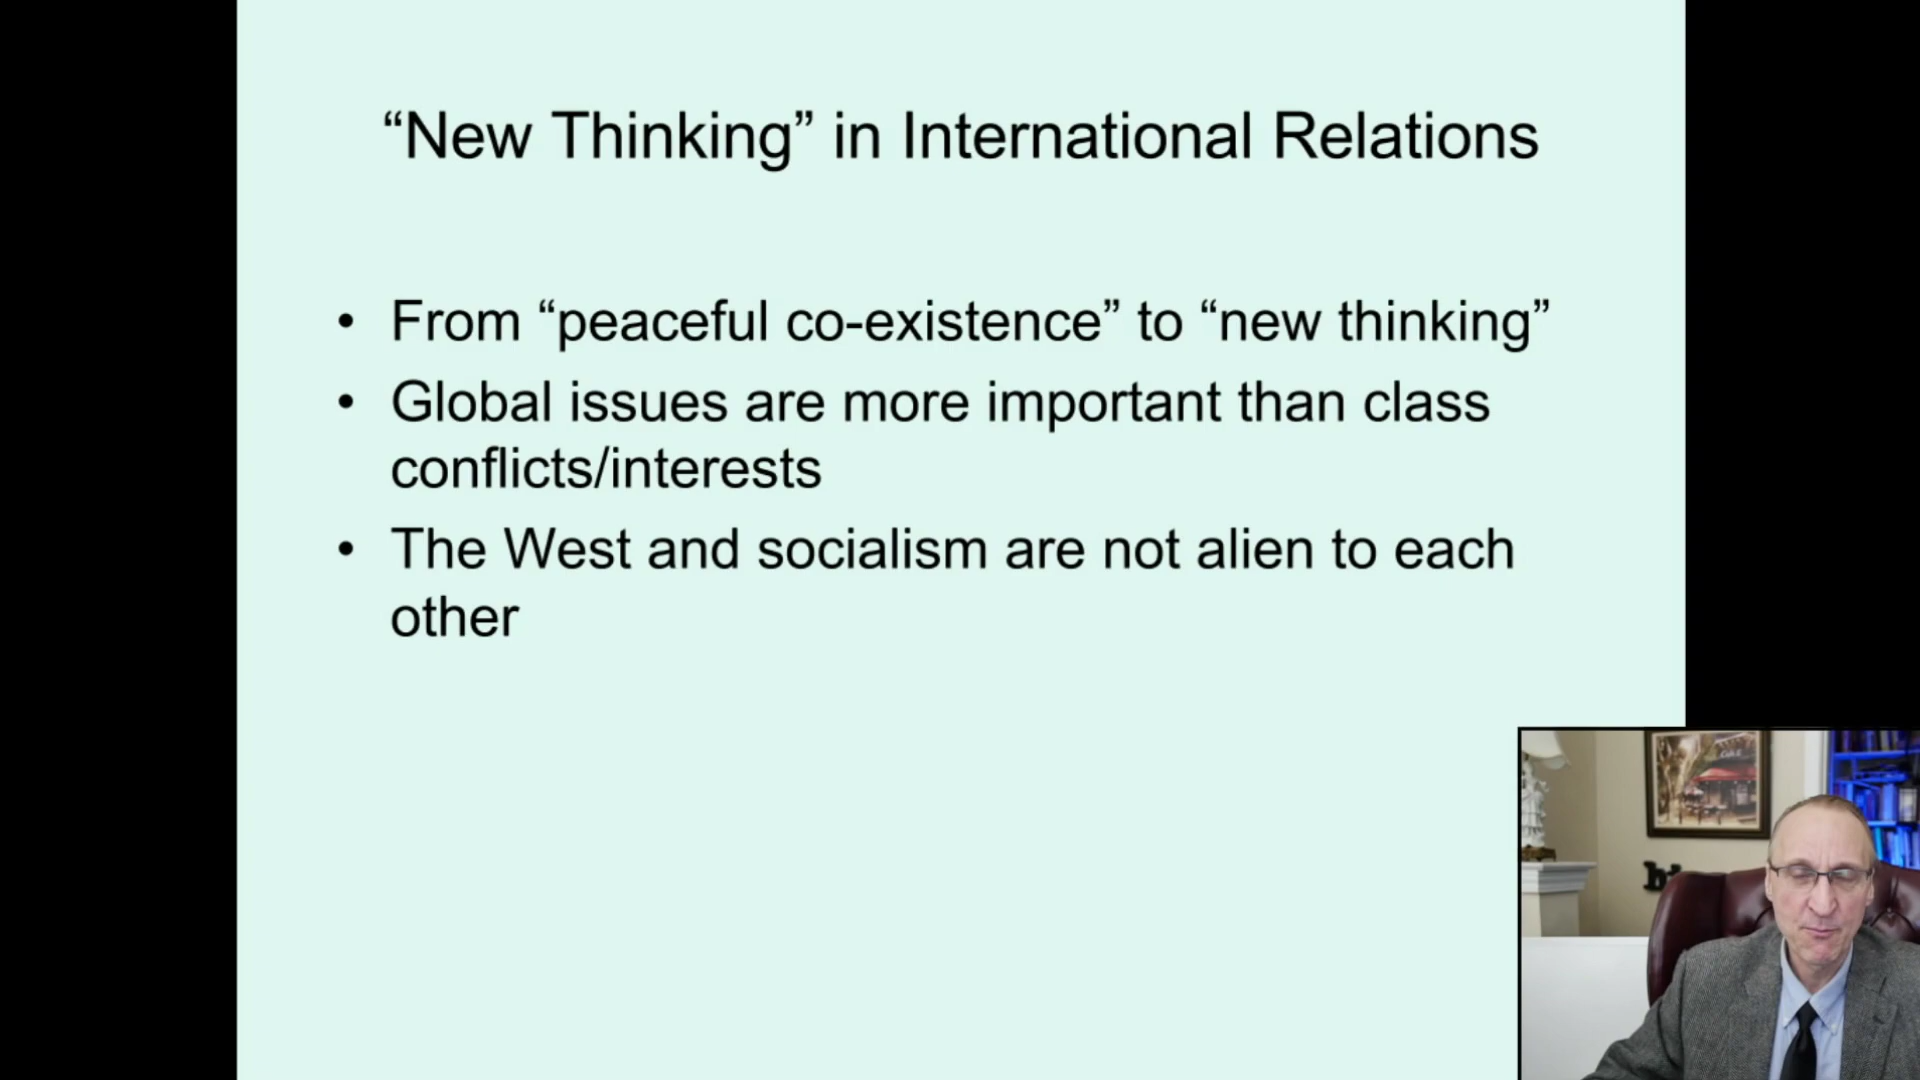 “New Thinking” in International Relations
• From “peaceful co-existence” to “new thinking”
• Global issues are more important than class
conflicts/interests
• The West and socialism are not alien to each
other